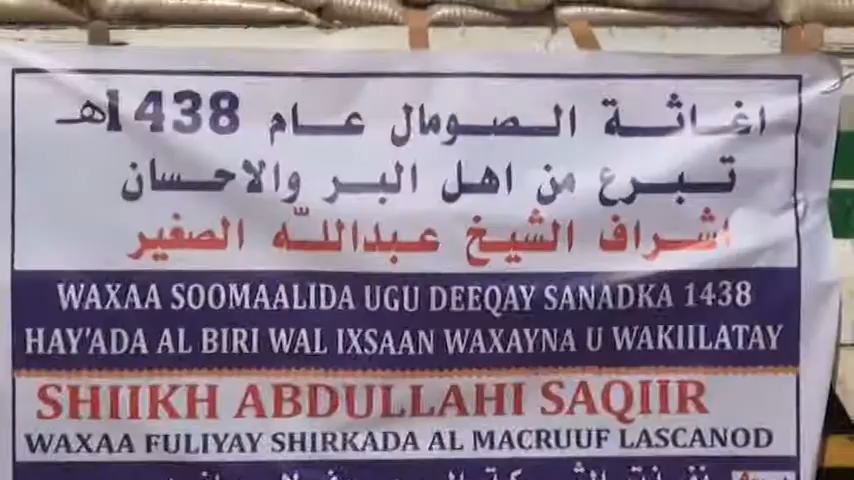 اغاثة الصومال عام 1438هـ
تبرع من اهل البر والاحسان
اشراف الشيخ عبدالله الصغير
WAXAA SOOMAALIDA UGU DEEQAY SANADKA 1438
HAY'ADA AL BIRI WAL IXSAAN WAXAYNA U WAKIILATAY
SHIIKH ABDULLAHI SAQIIR
WAXAA FULIYAY SHIRKADA AL MACRUUF LASCANOD